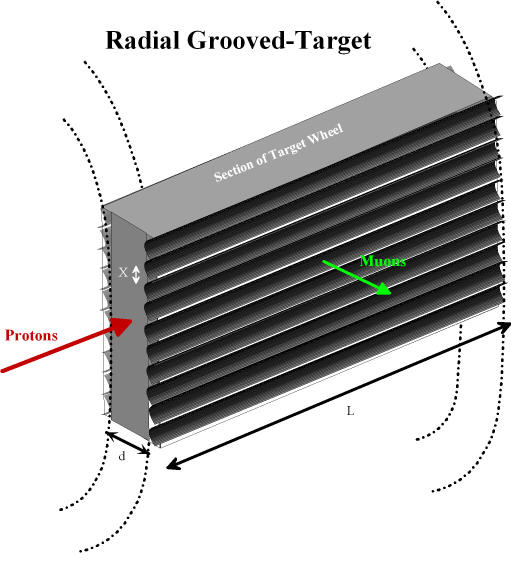 Radial Grooved-Target
Section of Target Wheel
X
Muons
Protons
L
d